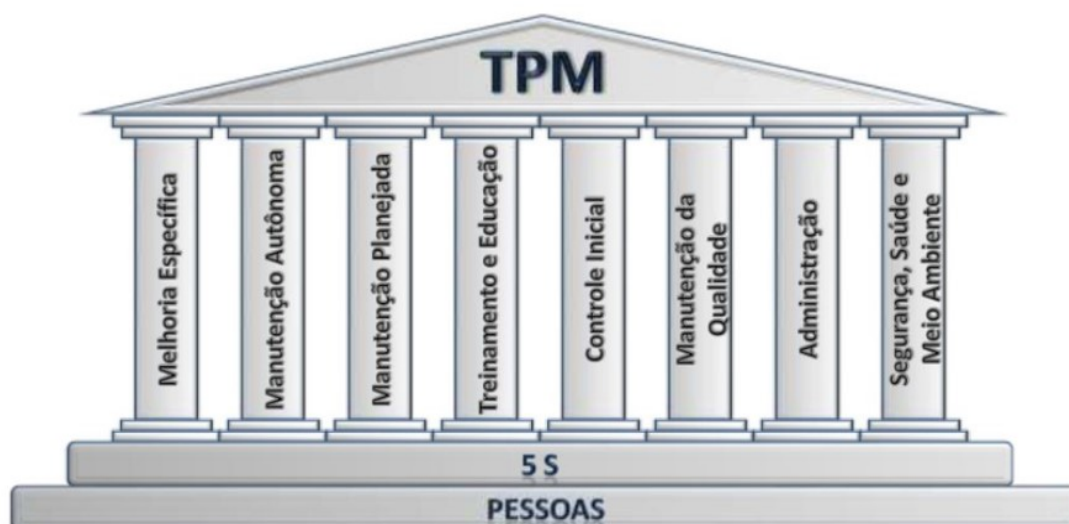 TPM
Melhoria Específica
Manutenção Autônoma
Manutenção Planejada
Treinamento e Educação
Controle Inicial
Manutenção da
Qualidade
Administração
Segurança, Saúde e
Meio Ambiente
5 S
PESSOAS